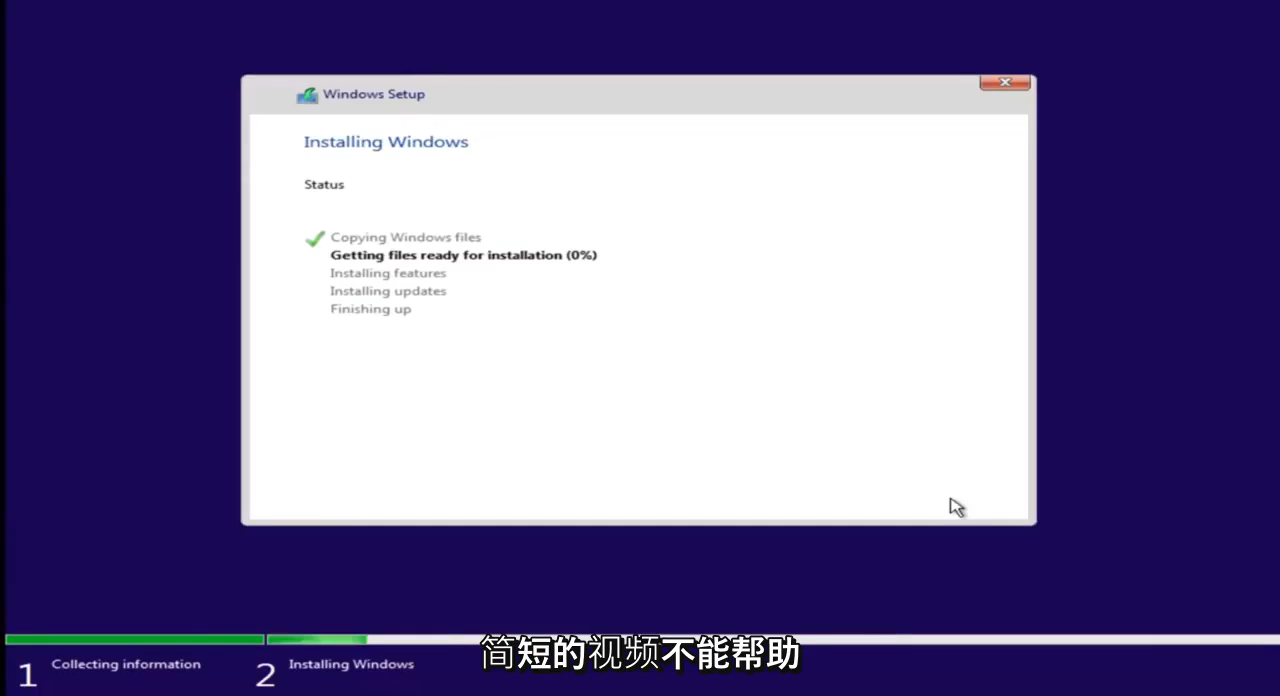 Windows Setup
Installing Windows
Status
Copying Windows files
Getting files ready for installation (0%)
Installing features
Installing updates
Finishing up
简短的视频不能帮助
1 Collecting information
2 Installing Windows